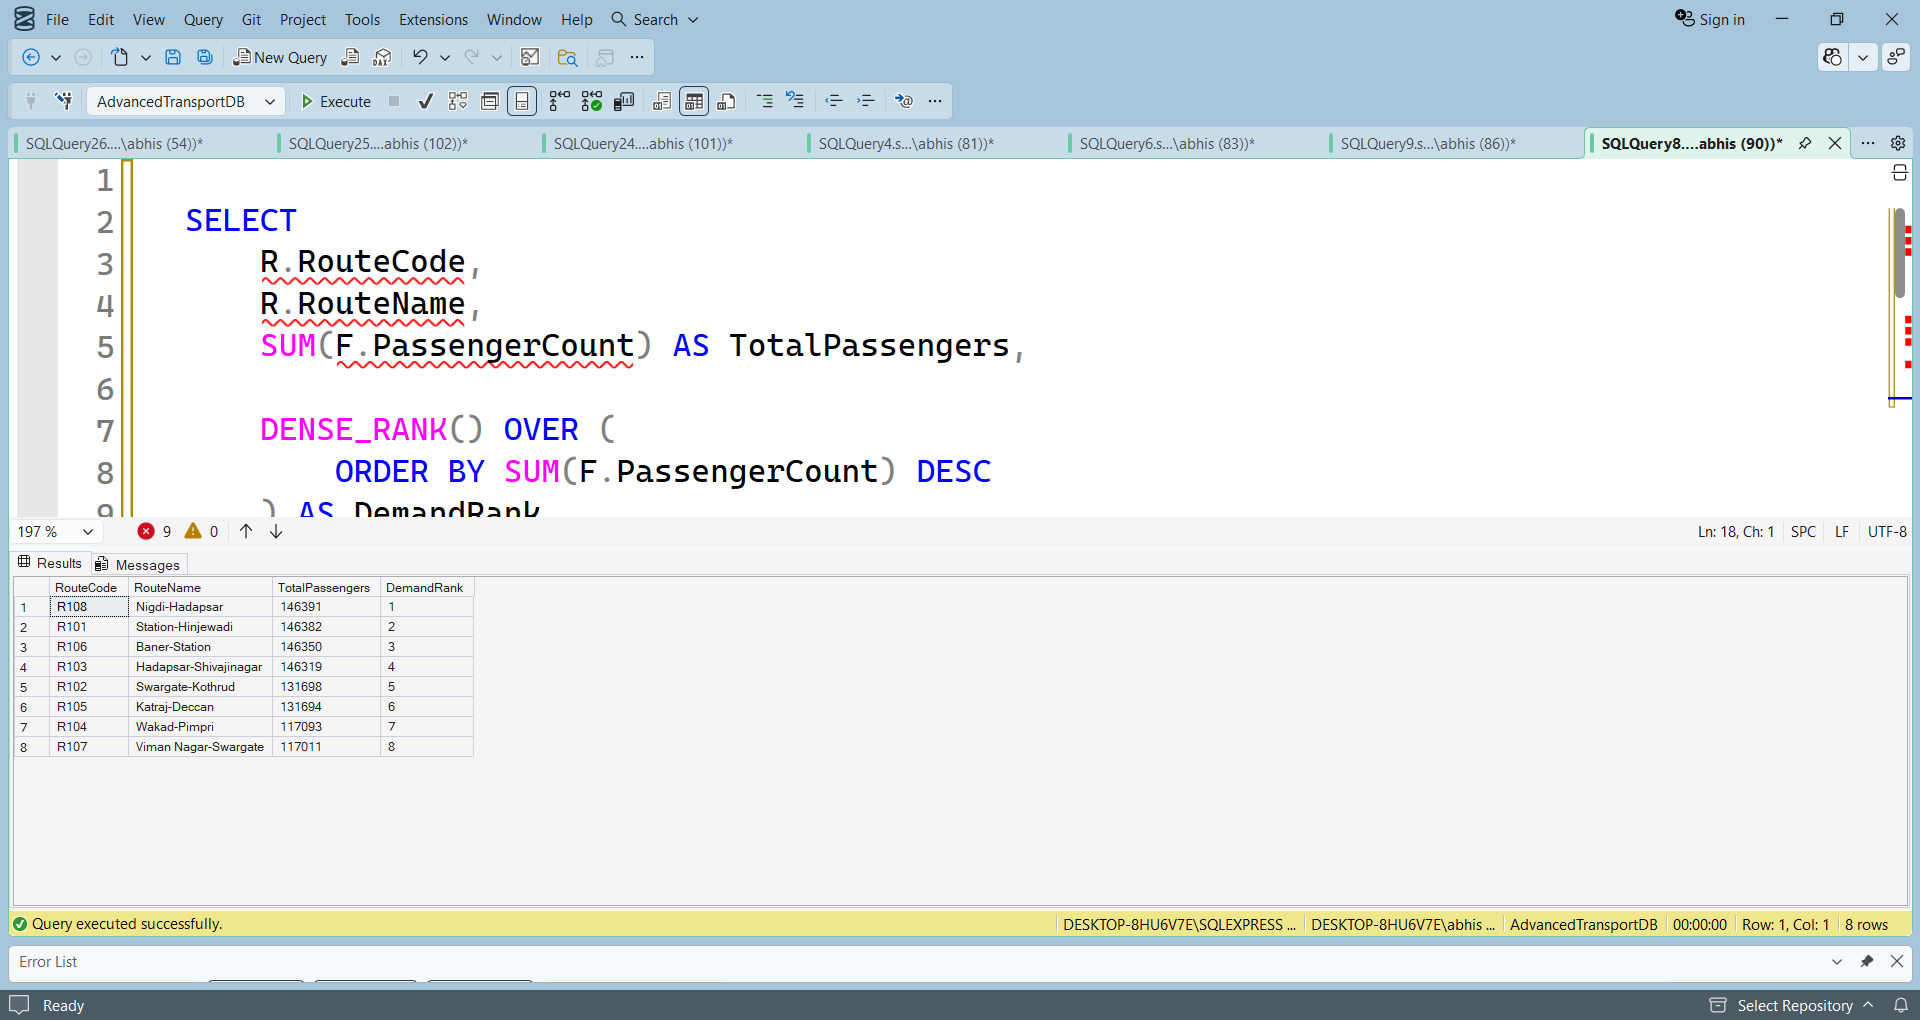 File Edit View Query Git Project Tools Extensions Window Help Search Sign in
New Query DAX
AdvancedTransportDB Execute
SQLQuery26....\abhis (54))* SQLQuery25....abhis (102))* SQLQuery24....abhis (101))* SQLQuery4.s...\abhis (81))* SQLQuery6.s...\abhis (83))* SQLQuery9.s...\abhis (86))* SQLQuery8....abhis (90))*
1
2 SELECT
3 R.RouteCode,
4 R.RouteName,
5 SUM(F.PassengerCount) AS TotalPassengers,
6
7 DENSE_RANK() OVER (
8 ORDER BY SUM(F.PassengerCount) DESC
9 ) AS DemandRank
197 % 9 0 Ln: 18, Ch: 1 SPC LF UTF-8
Results Messages
RouteCode RouteName TotalPassengers DemandRank
1 R108 Nigdi-Hadapsar 146391 1
2 R101 Station-Hinjewadi 146382 2
3 R106 Baner-Station 146350 3
4 R103 Hadapsar-Shivajinagar 146319 4
5 R102 Swargate-Kothrud 131698 5
6 R105 Katraj-Deccan 131694 6
7 R104 Wakad-Pimpri 117093 7
8 R107 Viman Nagar-Swargate 117011 8
Query executed successfully. DESKTOP-8HU6V7E\SQLEXPRESS ... DESKTOP-8HU6V7E\abhis ... AdvancedTransportDB 00:00:00 Row: 1, Col: 1 8 rows
Error List
Ready Select Repository